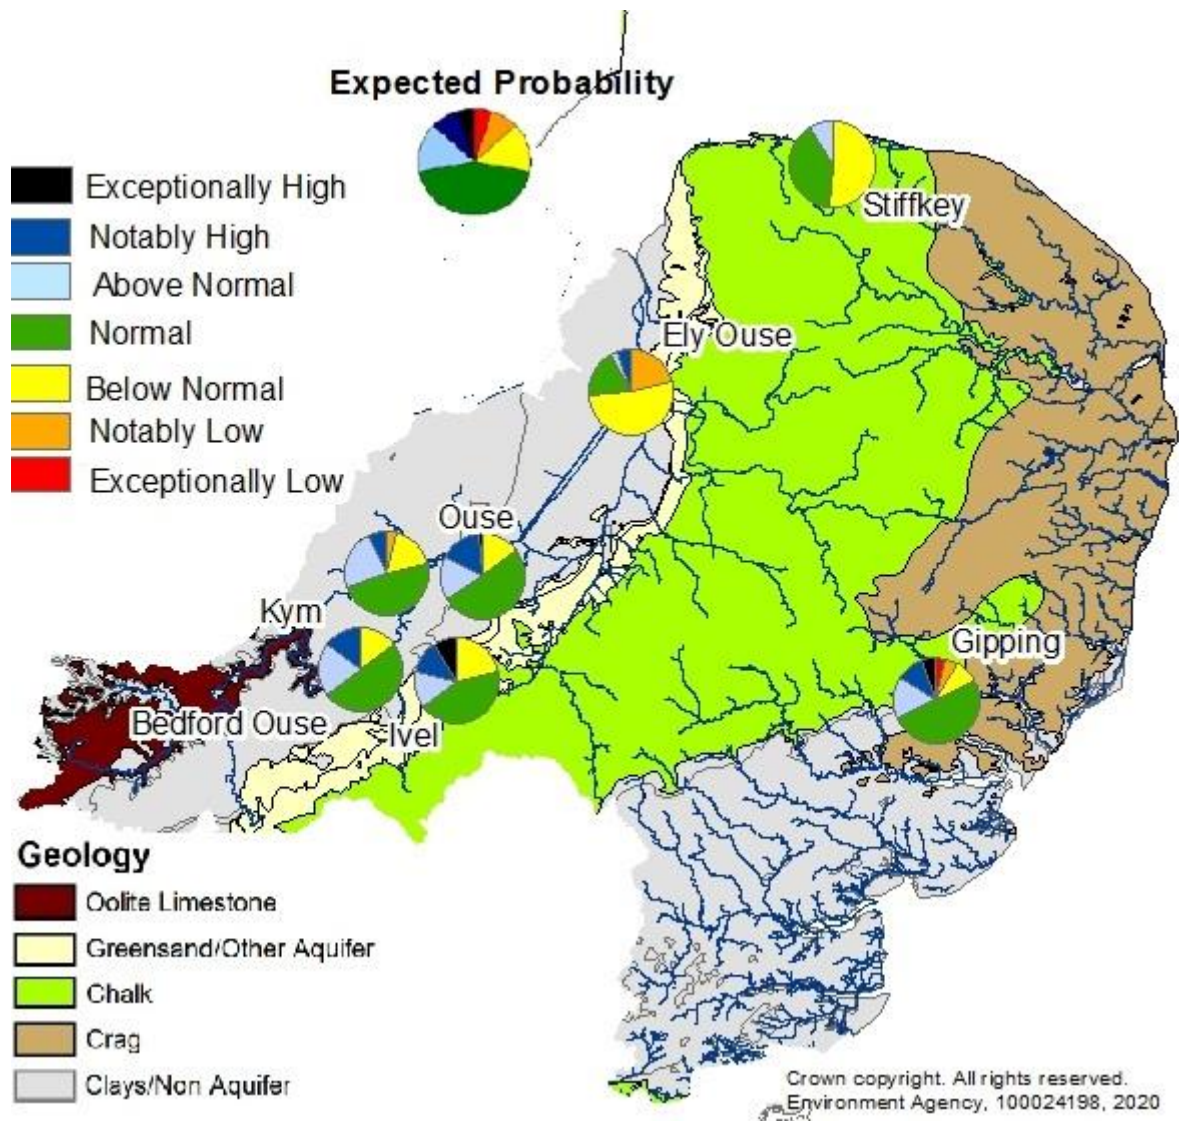 Expected Probability
Exceptionally High
Notably High
Above Normal
Normal
Below Normal
Notably Low
Exceptionally Low
Stiffkey
Ely Ouse
Ouse
Kym
Gipping
Bedford Ouse
Ivel
Geology
Oolite Limestone
Greensand/Other Aquifer
Chalk
Crag
Clays/Non Aquifer
Crown copyright. All rights reserved.
Environment Agency, 100024198, 2020